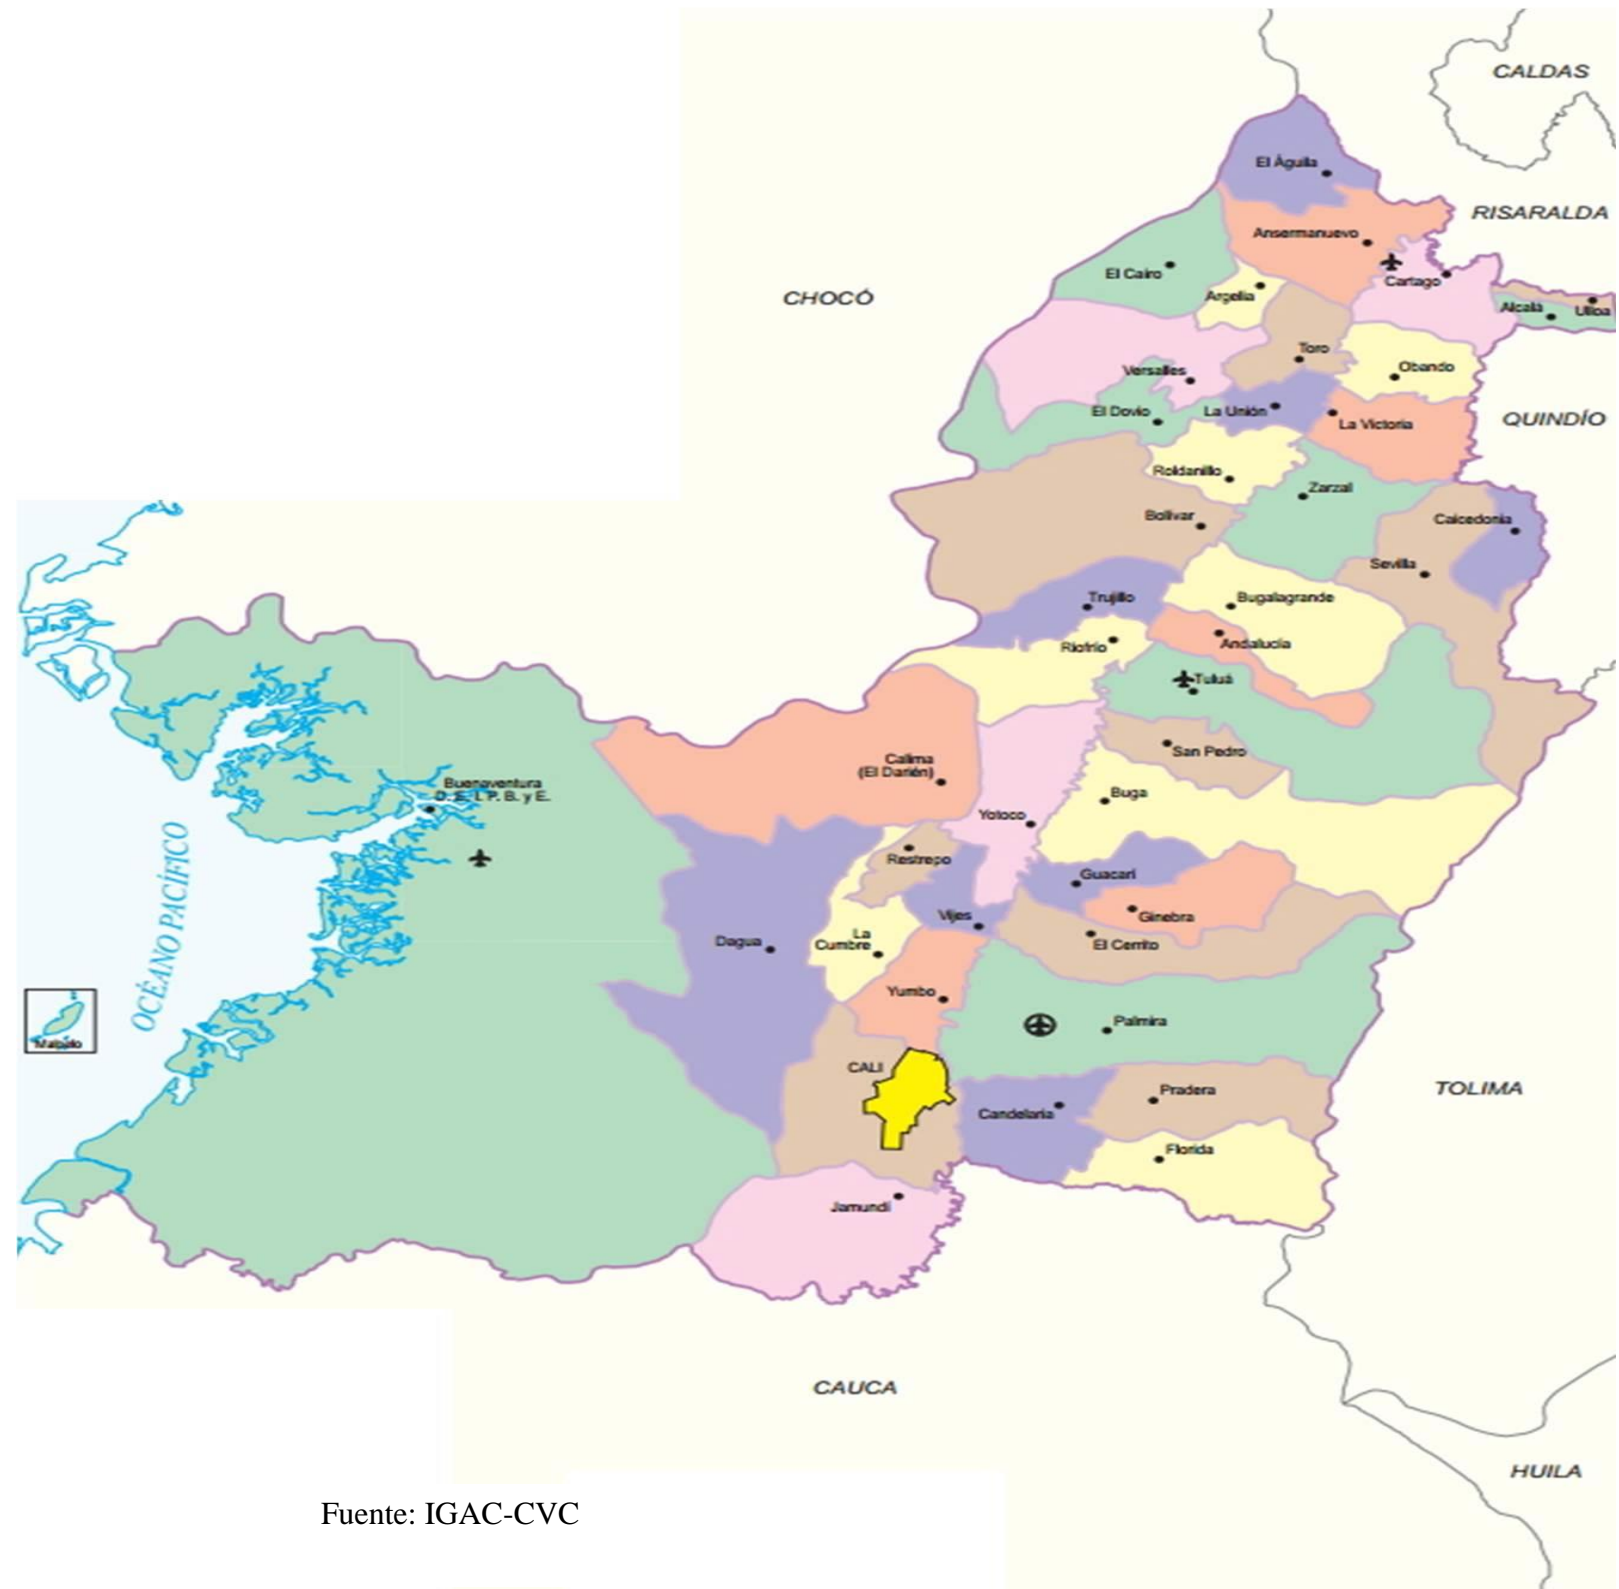 CALDAS
El Águila
RISARALDA
Ansermanuevo
El Cairo
Cartago
CHOCÓ
Argelia
Alcalá
Ulloa
Toro
Versalles
Obando
El Dovio
La Unión
La Victoria
QUINDÍO
Roldanillo
Zarzal
Bolívar
Caicedonia
Sevilla
Trujillo
Bugalagrande
Riofrío
Andalucía
Tuluá
San Pedro
Calima
(El Darién)
Buenaventura
D. E. I. P. B. y E.
Buga
Yotoco
Restrepo
Guacarí
OCÉANO PACÍFICO
Vijes
Ginebra
Dagua
La
Cumbre
El Cerrito
Yumbo
Palmira
Malpelo
CALI
TOLIMA
Pradera
Candelaria
Florida
Jamundí
CAUCA
HUILA
Fuente: IGAC-CVC